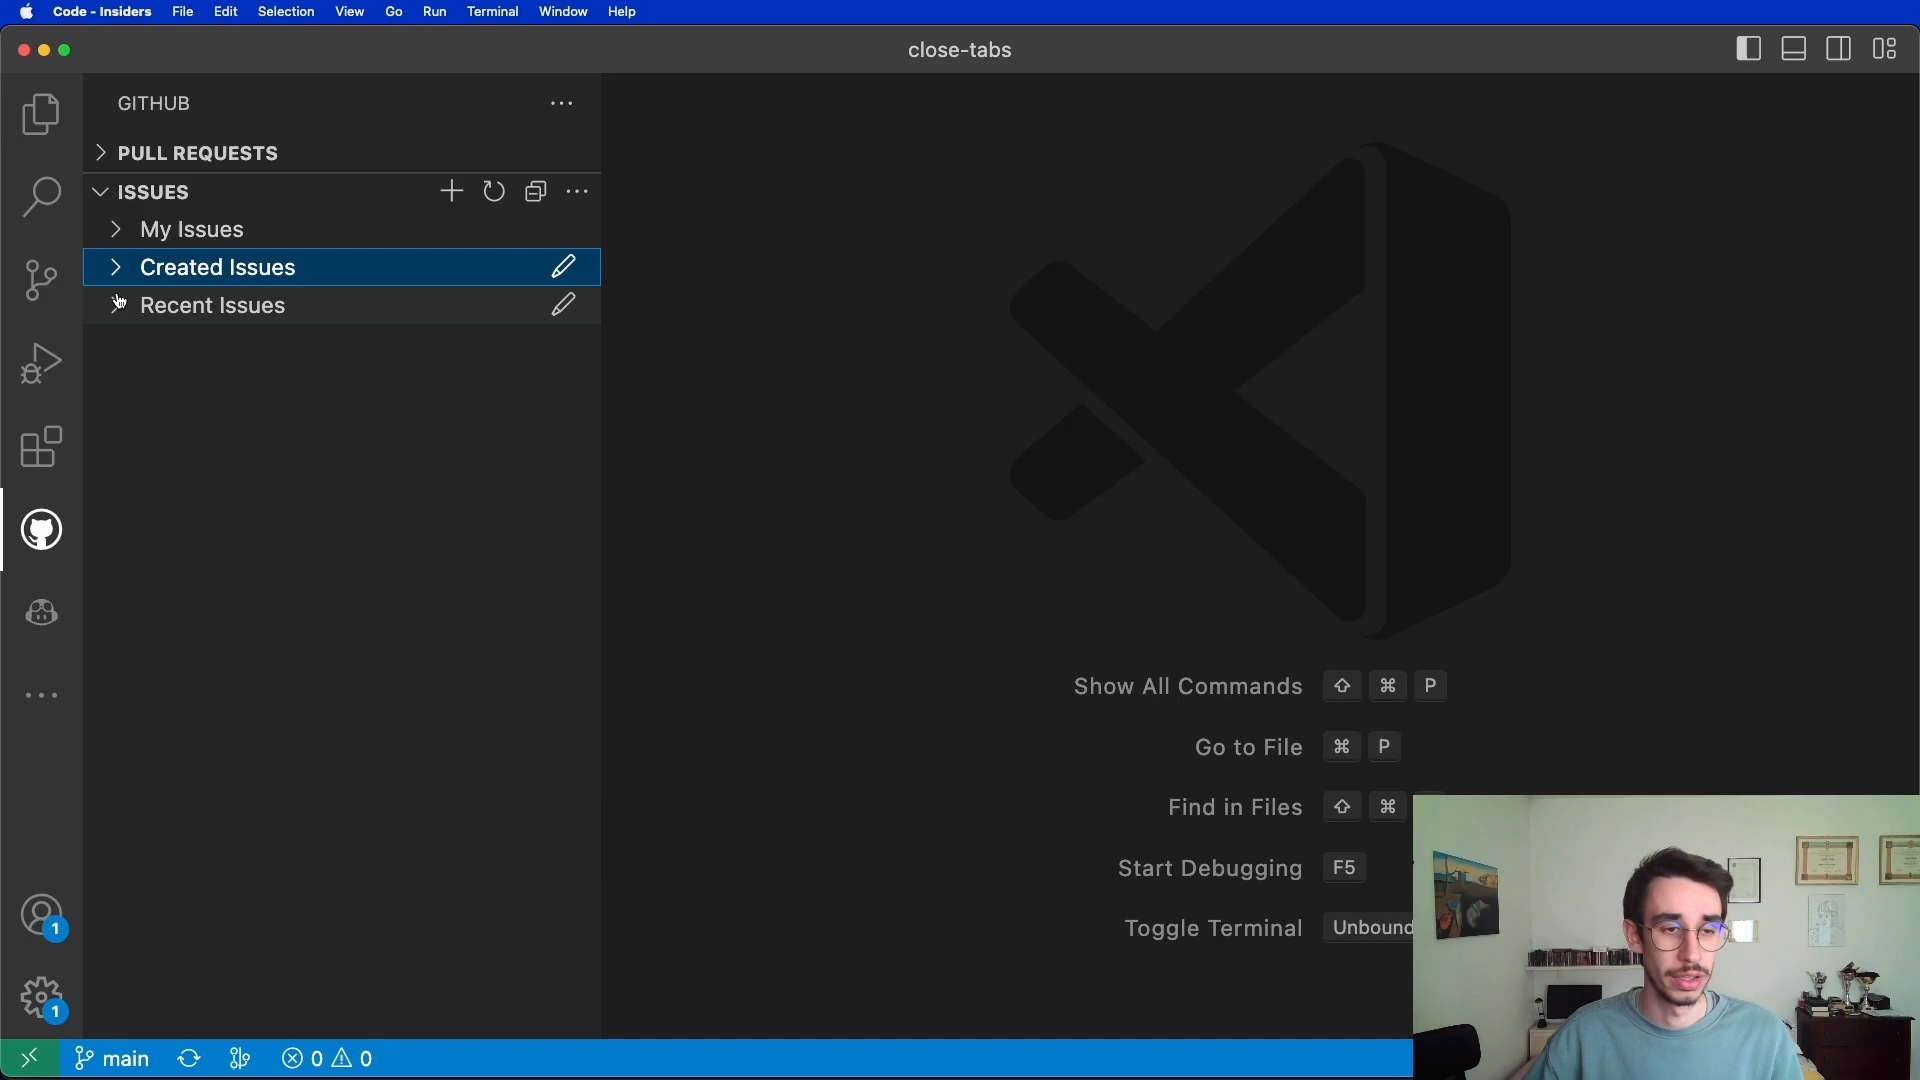 Code - Insiders File Edit Selection View Go Run Terminal Window Help
close-tabs
GITHUB
PULL REQUESTS
ISSUES
My Issues
Created Issues
Recent Issues
Show All Commands ⇧ ⌘ P
Go to File ⌘ P
Find in Files ⇧ ⌘
Start Debugging F5
Toggle Terminal Unbound
1
1
main 0 0